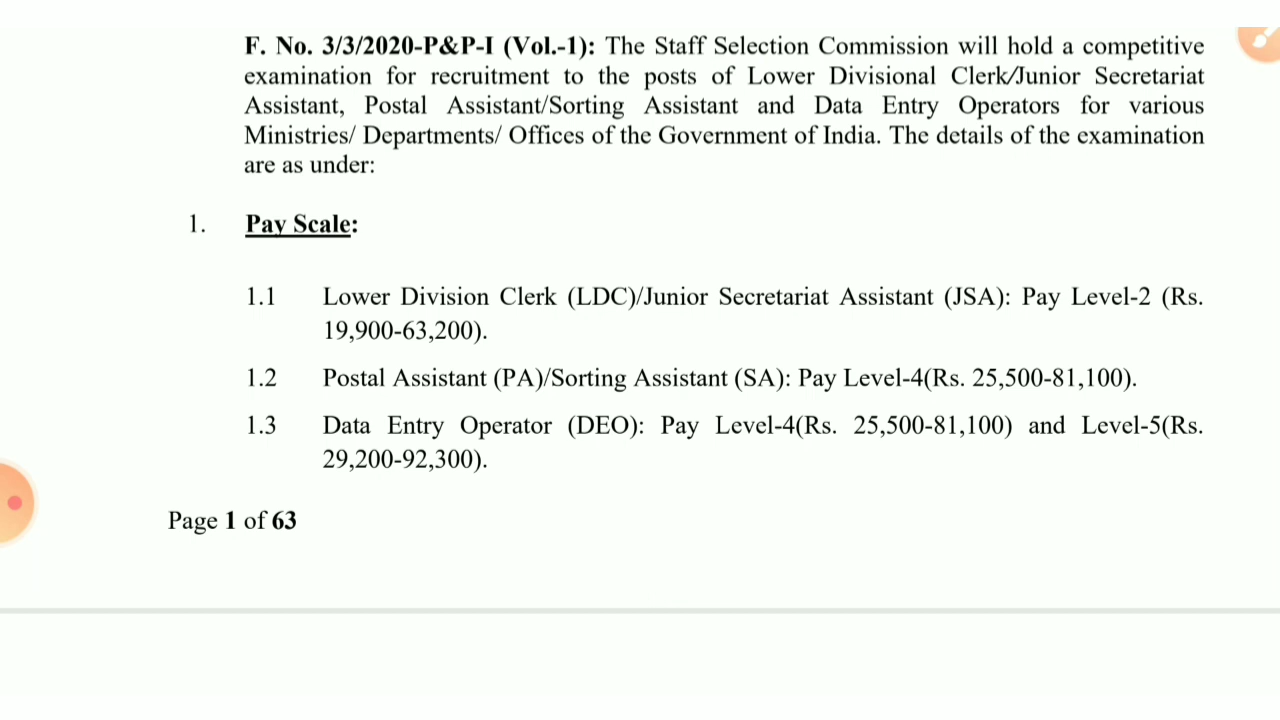 F. No. 3/3/2020-P&P-I (Vol.-1): The Staff Selection Commission will hold a competitive
examination for recruitment to the posts of Lower Divisional Clerk/Junior Secretariat
Assistant, Postal Assistant/Sorting Assistant and Data Entry Operators for various
Ministries/ Departments/ Offices of the Government of India. The details of the examination
are as under:
1. Pay Scale:
1.1 Lower Division Clerk (LDC)/Junior Secretariat Assistant (JSA): Pay Level-2 (Rs.
19,900-63,200).
1.2 Postal Assistant (PA)/Sorting Assistant (SA): Pay Level-4(Rs. 25,500-81,100).
1.3 Data Entry Operator (DEO): Pay Level-4(Rs. 25,500-81,100) and Level-5(Rs.
29,200-92,300).
Page 1 of 63